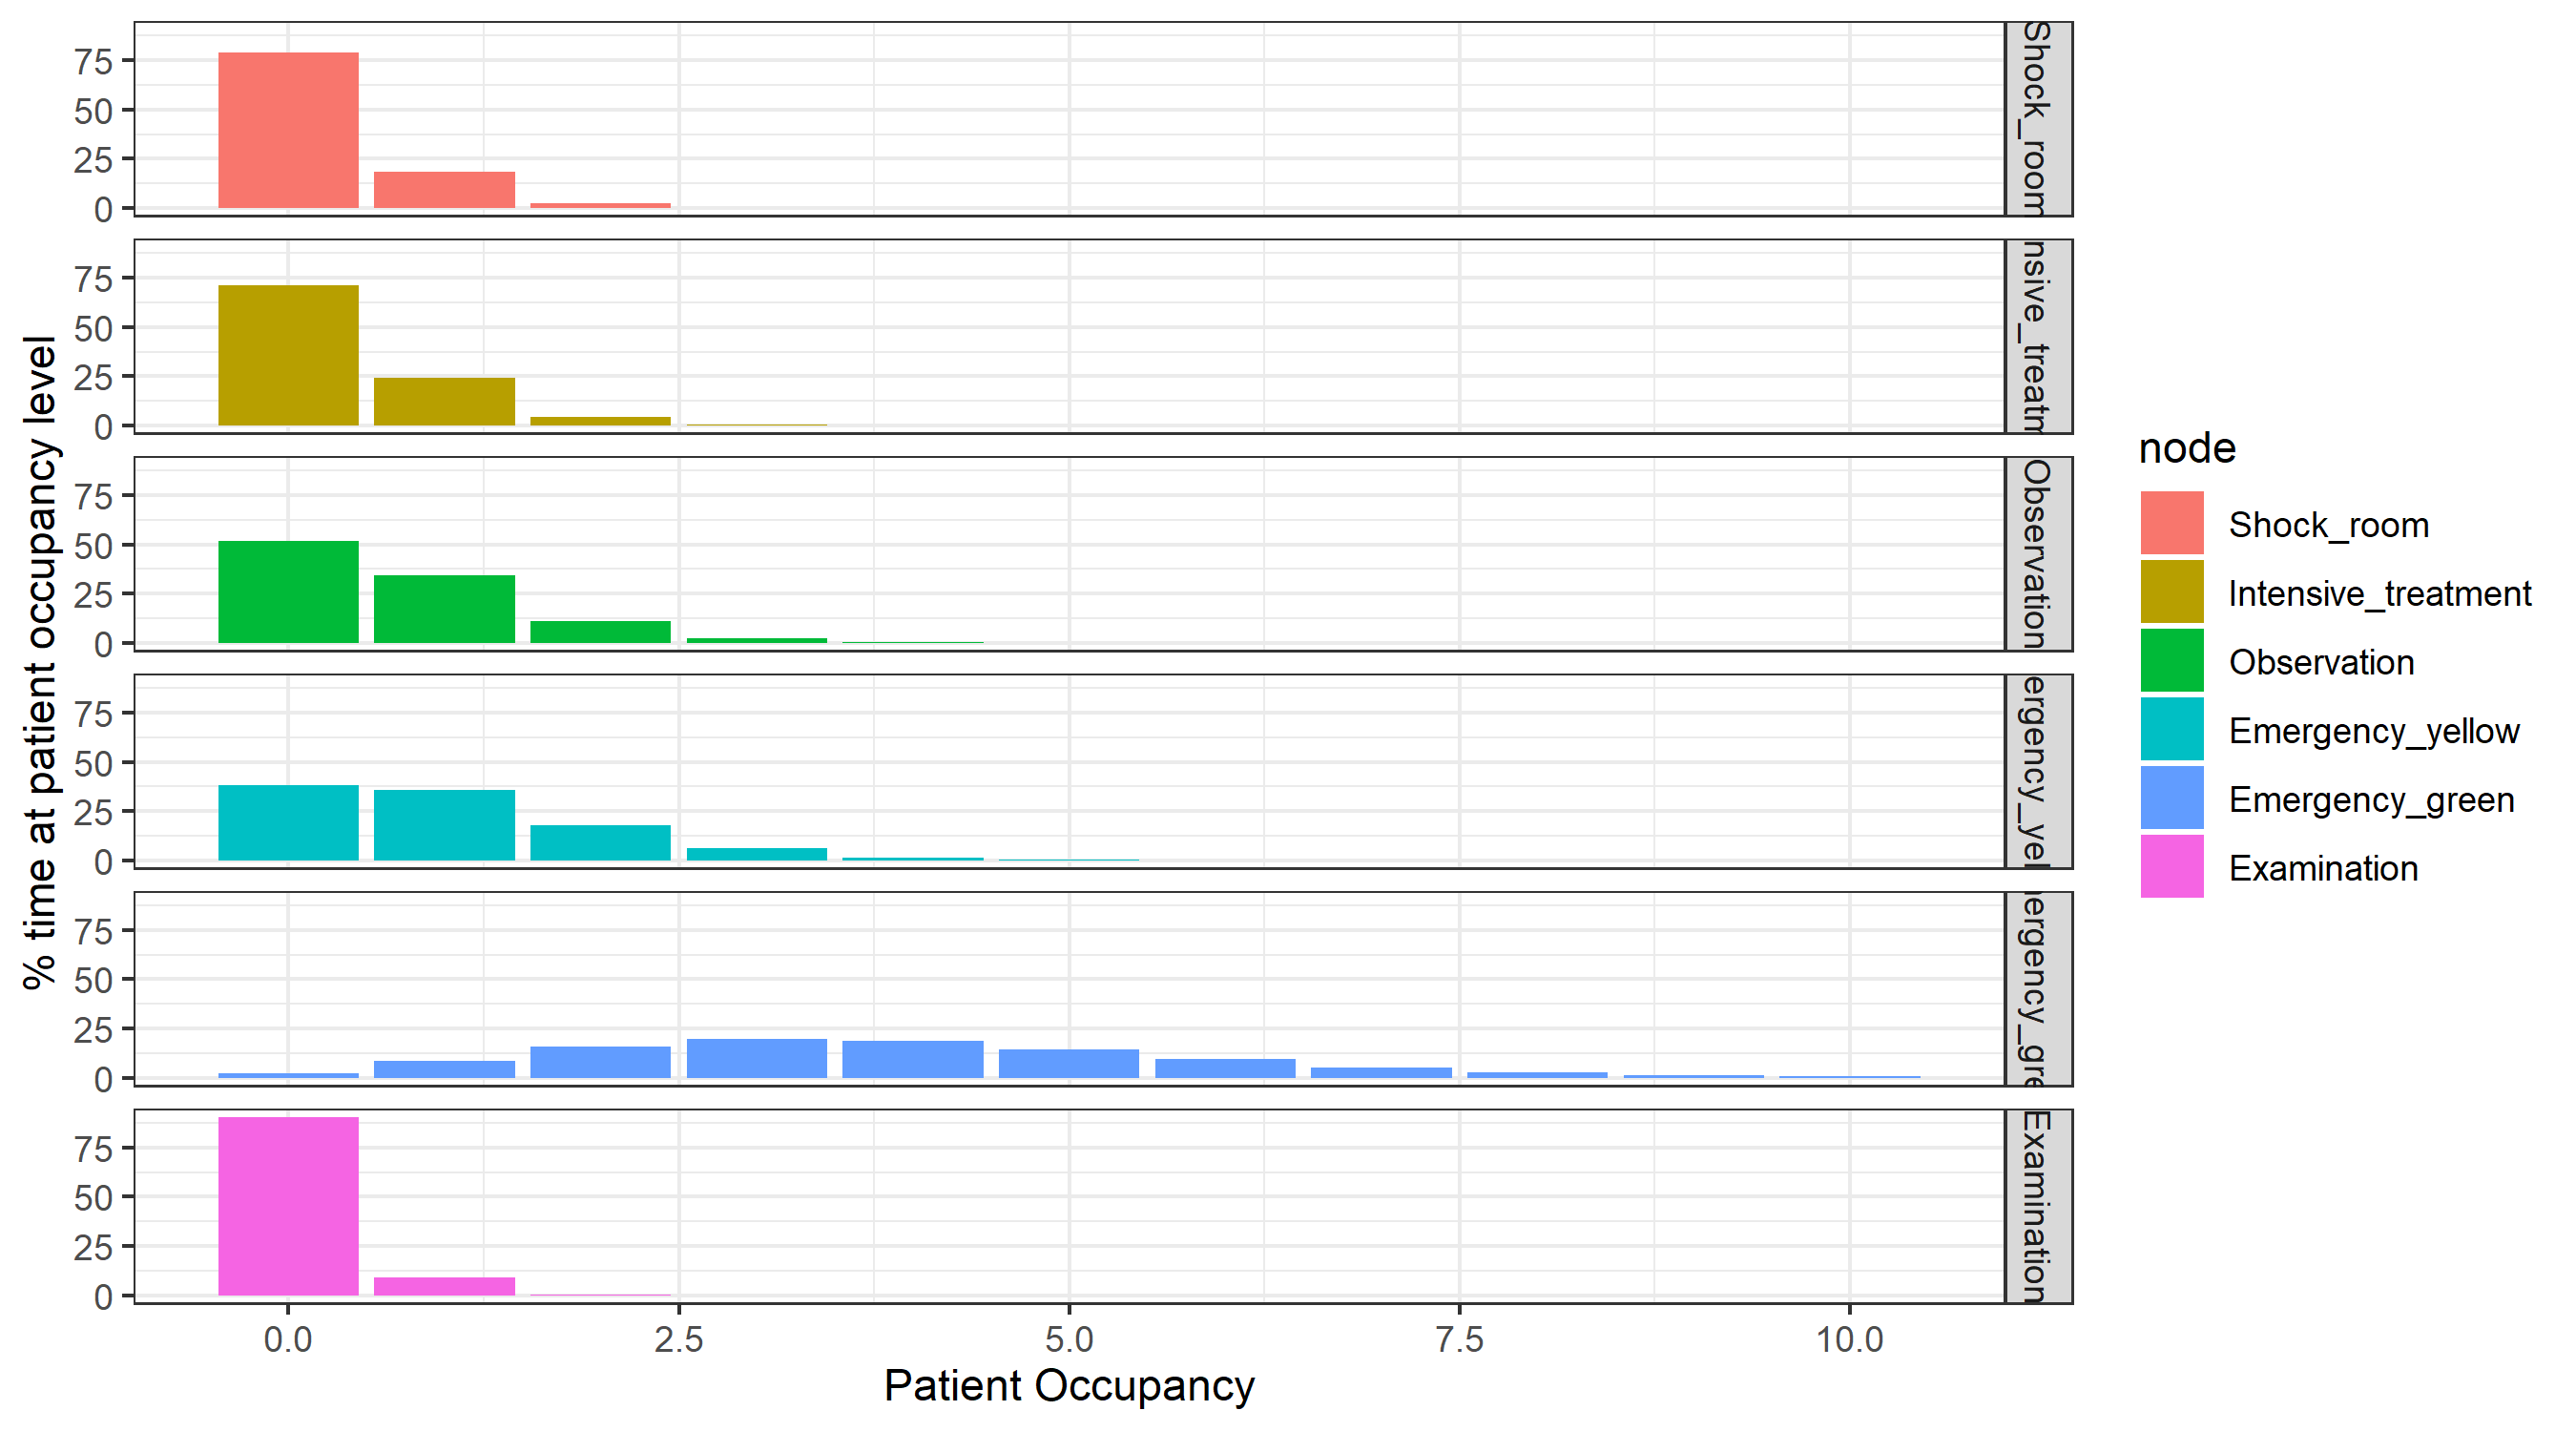 % time at patient occupancy level
75
50
25
0
Shock_room
75
50
25
0
nsive_treatm
75
50
25
0
Observation
75
50
25
0
ergency_yel
75
50
25
0
ergency_gre
75
50
25
0
Examination
0.0 2.5 5.0 7.5 10.0
Patient Occupancy
node
Shock_room
Intensive_treatment
Observation
Emergency_yellow
Emergency_green
Examination